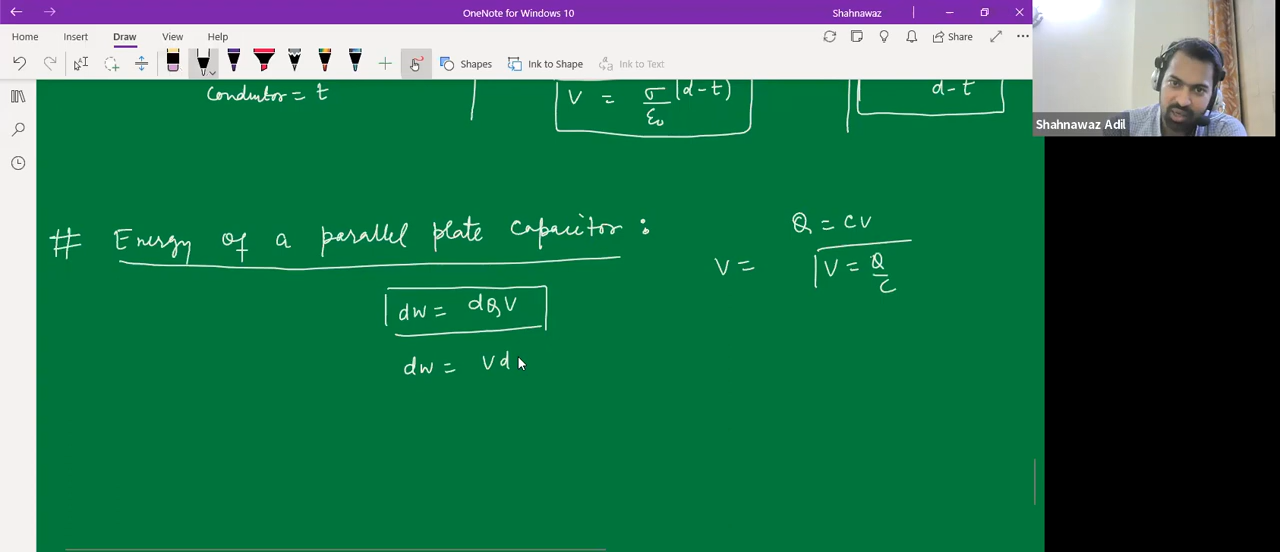 OneNote for Windows 10
Shahnawaz
Home Insert Draw View Help
Share
Shapes
Ink to Shape
Ink to Text
conductor = t
V = σ/ε₀ (d-t)
d-t
Shahnawaz Adil
# Energy of a parallel plate capacitor :
Q = CV
V =
V = Q/C
dw = dQV
dw = Vd